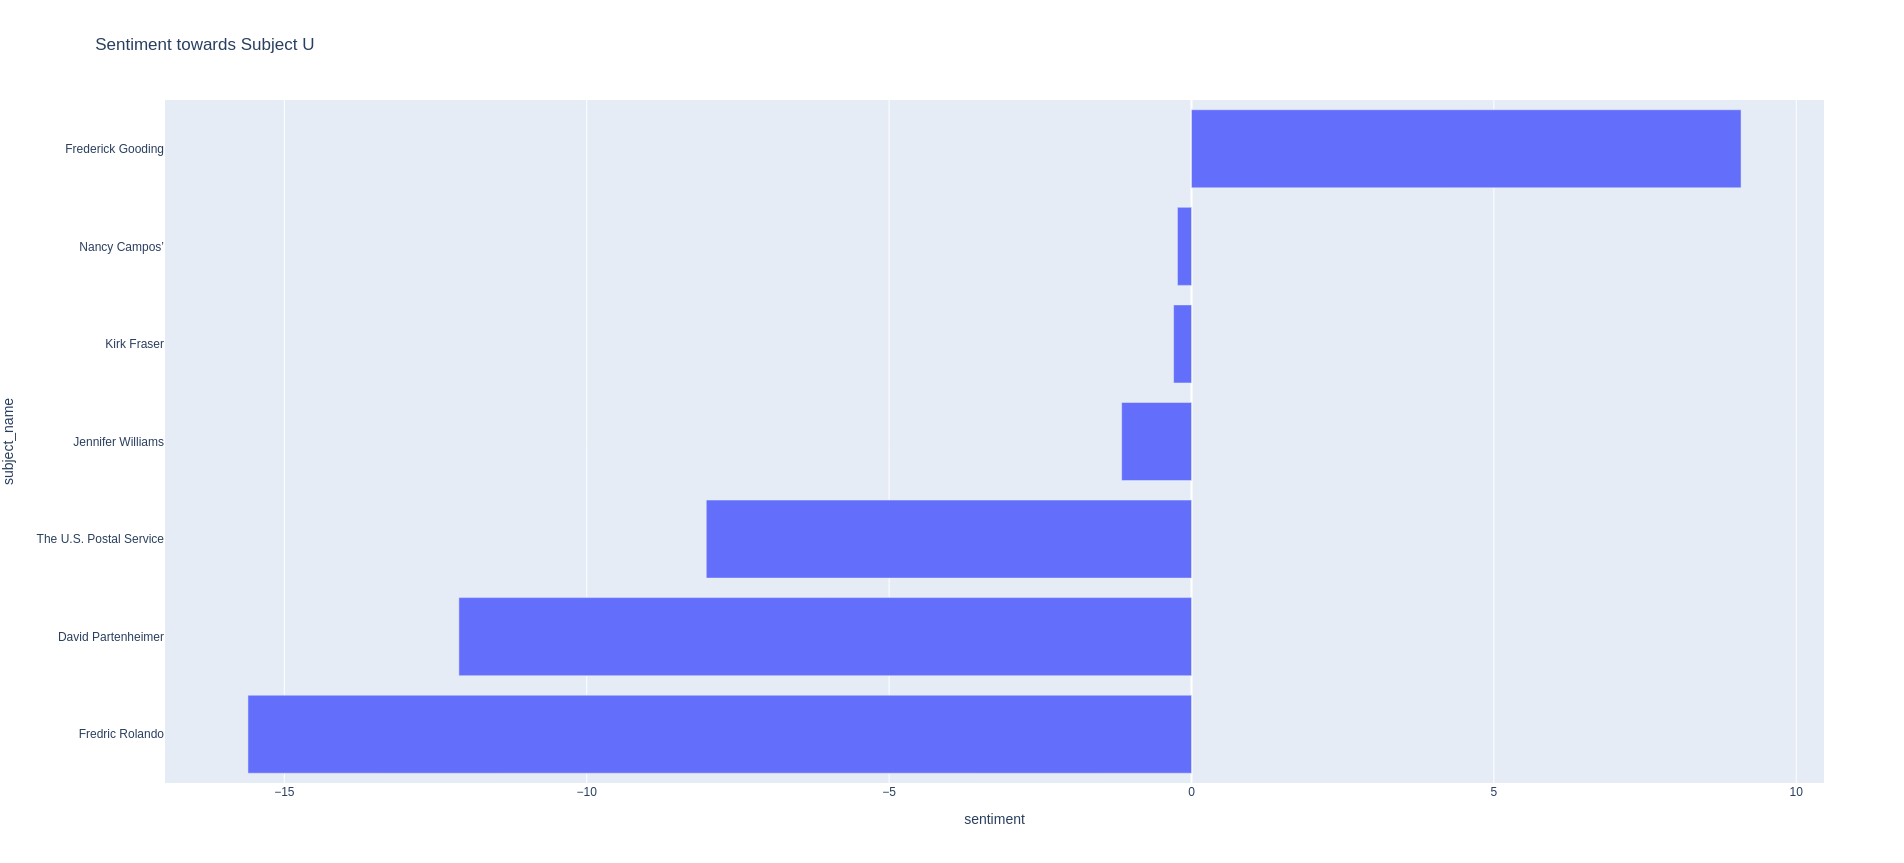 Sentiment towards Subject U
subject_name
Frederick Gooding
Nancy Campos'
Kirk Fraser
Jennifer Williams
The U.S. Postal Service
David Partenheimer
Fredric Rolando
−15 −10 −5 0 5 10
sentiment